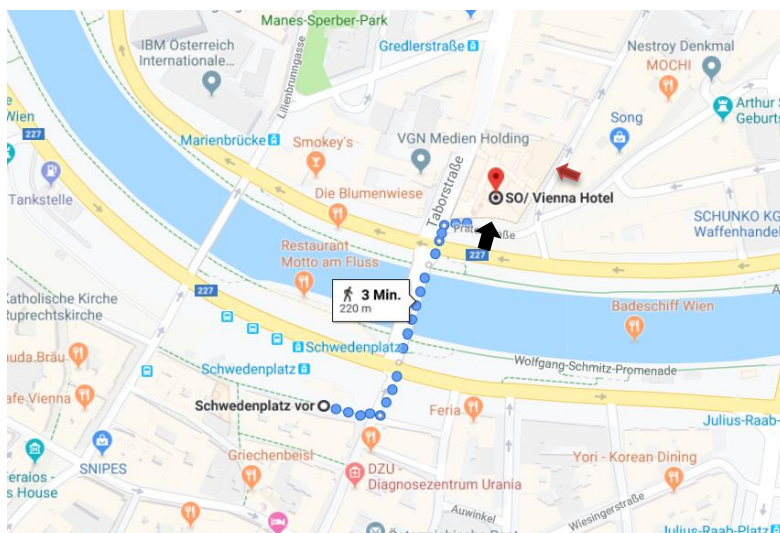 Manes-Sperber-Park
IBM Österreich
Internationale...
Lilienbrunngasse
Gredlerstraße
Nestroy Denkmal
MOCHI
Arthur S
Geburts
Wien
227
Marienbrücke
Smokey's
VGN Medien Holding
Song
Tankstelle
Die Blumenwiese
Taborstraße
SO/ Vienna Hotel
SCHUNKO KG
Waffenhandel
Restaurant
Motto am Fluss
227
3 Min.
220 m
227
Badeschiff Wien
Katholische Kirche
Ruprechtskirche
Schwedenplatz
Wolfgang-Schmitz-Promenade
Schwedenplatz
uda.Bräu
afe Vienna
Schwedenplatz vor
Feria
Julius-Raab-
SNIPES
Griechenbeisl
DZU -
Diagnosezentrum Urania
Yori - Korean Dining
eraios -
s House
Auwinkel
Wiesingerstraße
Julius-Raab-Platz